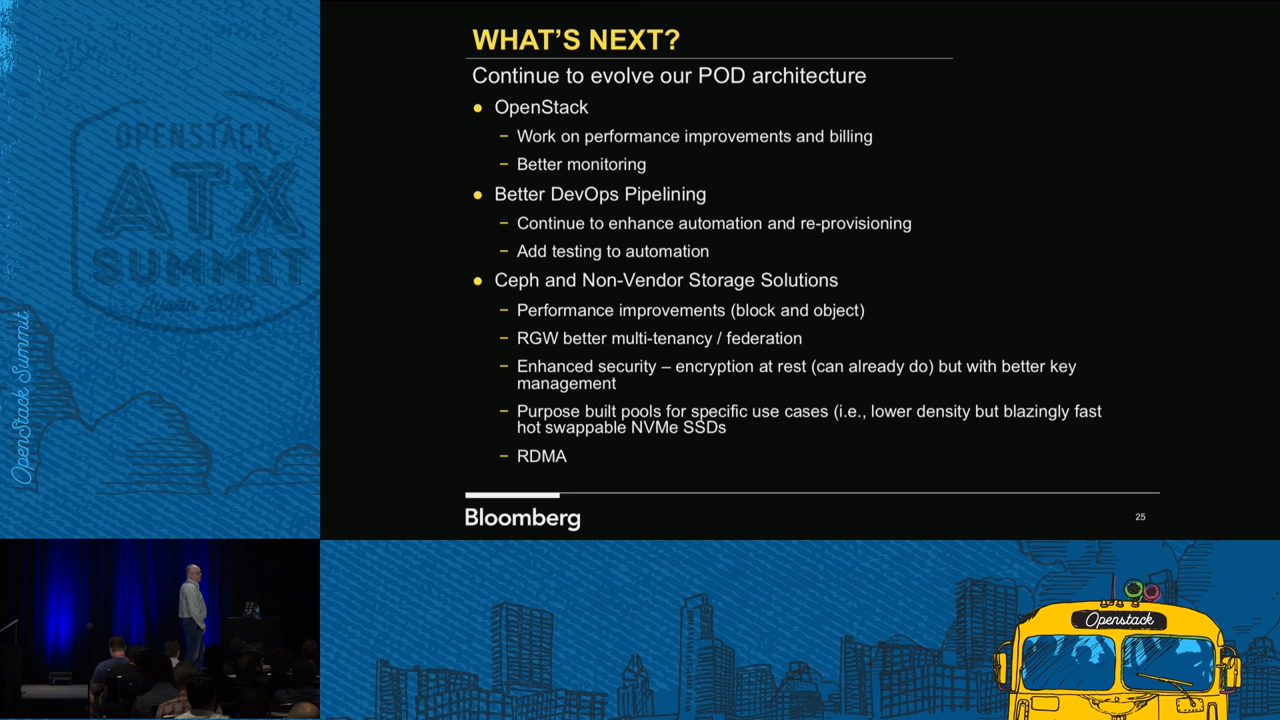 OPENSTACK
ATX
SUMMIT
Austin 2016
OpenStack Summit
WHAT'S NEXT?
Continue to evolve our POD architecture
● OpenStack
– Work on performance improvements and billing
– Better monitoring
● Better DevOps Pipelining
– Continue to enhance automation and re-provisioning
– Add testing to automation
● Ceph and Non-Vendor Storage Solutions
– Performance improvements (block and object)
– RGW better multi-tenancy / federation
– Enhanced security – encryption at rest (can already do) but with better key
management
– Purpose built pools for specific use cases (i.e., lower density but blazingly fast
hot swappable NVMe SSDs
– RDMA
Bloomberg
25
Openstack